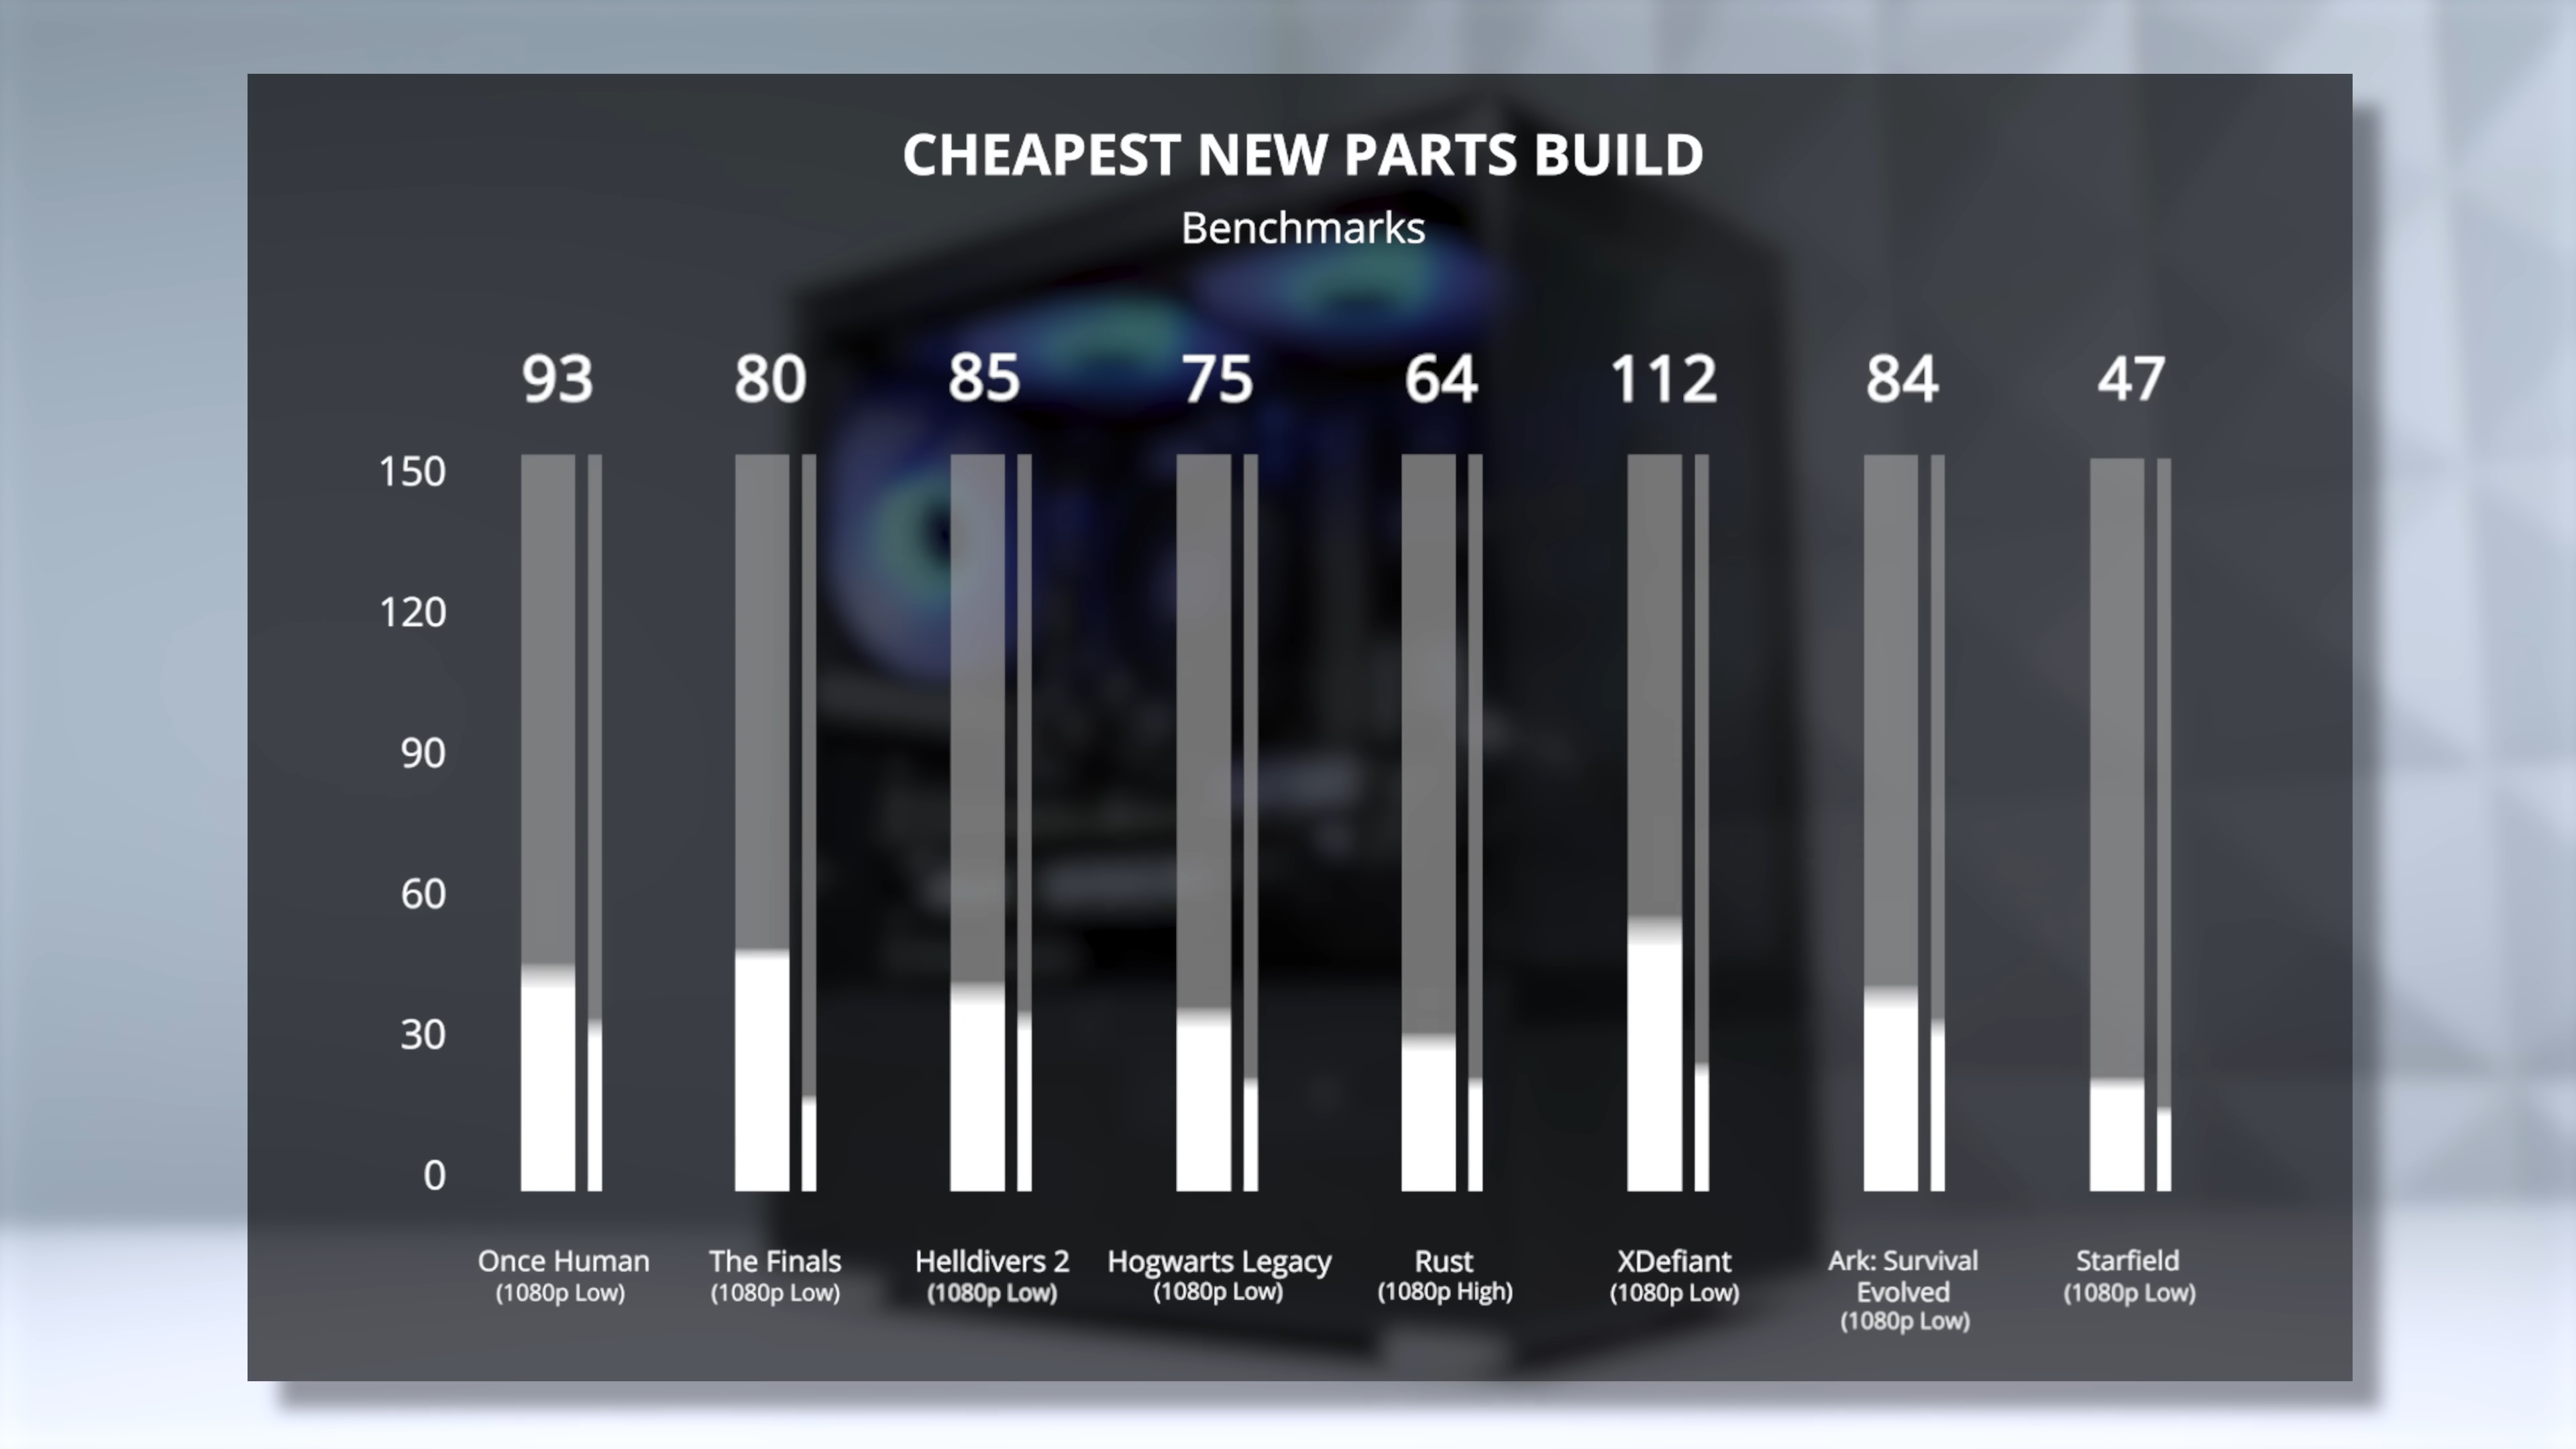 CHEAPEST NEW PARTS BUILD
Benchmarks
93 80 85 75 64 112 84 47
150
120
90
60
30
0
Once Human
(1080p Low)
The Finals
(1080p Low)
Helldivers 2
(1080p Low)
Hogwarts Legacy
(1080p Low)
Rust
(1080p High)
XDefiant
(1080p Low)
Ark: Survival
Evolved
(1080p Low)
Starfield
(1080p Low)